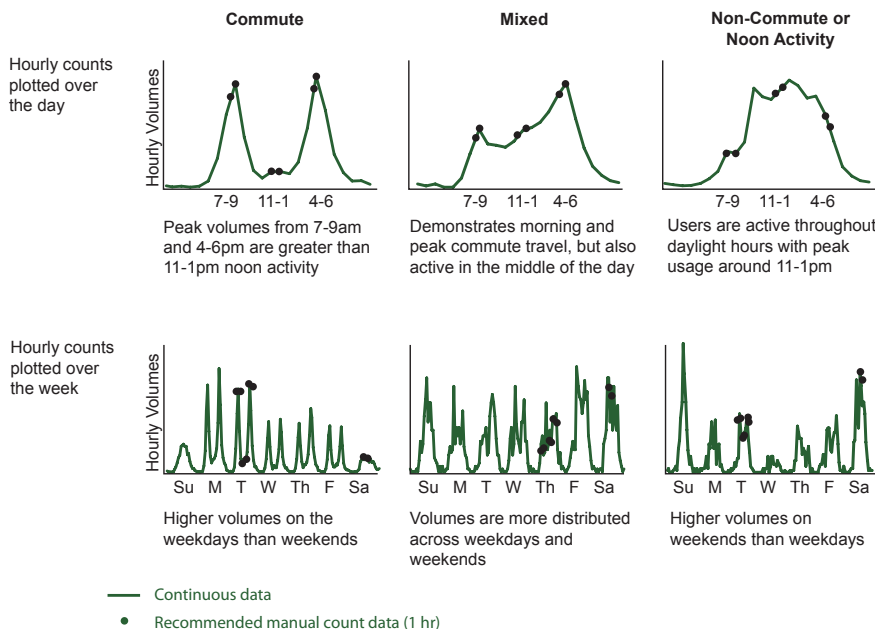 Commute
Mixed
Non-Commute or
Noon Activity
Hourly counts
plotted over
the day
Hourly Volumes
7-9 11-1 4-6
7-9 11-1 4-6
7-9 11-1 4-6
Peak volumes from 7-9am
and 4-6pm are greater than
11-1pm noon activity
Demonstrates morning and
peak commute travel, but also
active in the middle of the day
Users are active throughout
daylight hours with peak
usage around 11-1pm
Hourly counts
plotted over
the week
Hourly Volumes
Su M T W Th F Sa
Su M T W Th F Sa
Su M T W Th F Sa
Higher volumes on the
weekdays than weekends
Volumes are more distributed
across weekdays and
weekends
Higher volumes on
weekends than weekdays
Continuous data
Recommended manual count data (1 hr)